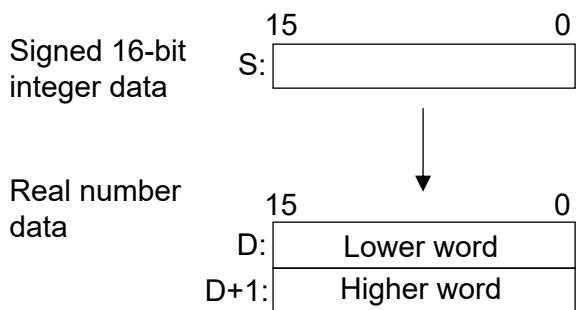 Signed 16-bit
integer data
15 0
S:
Real number
data
15 0
D: Lower word
D+1: Higher word